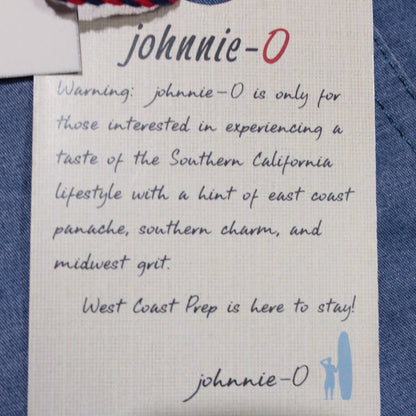 johnnie-O
Warning: johnnie-O is only for
those interested in experiencing a
taste of the Southern California
lifestyle with a hint of east coast
panache, southern charm, and
midwest grit.
West Coast Prep is here to stay!
johnnie-O